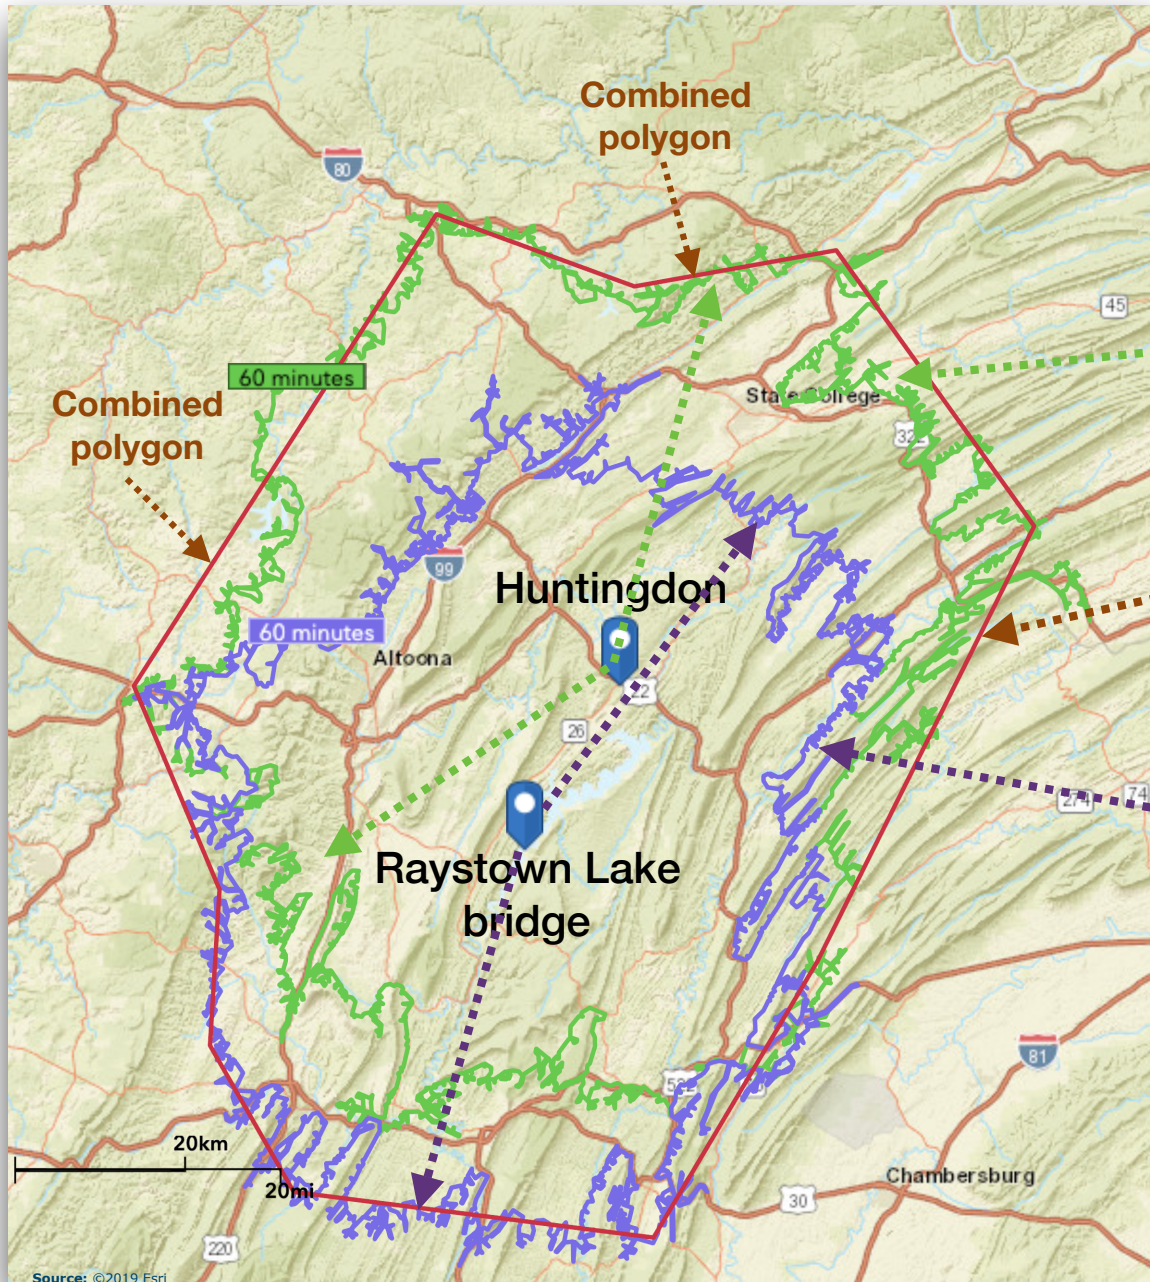 Combined
polygon
80
45
60 minutes
Combined
polygon
State College
322
99
Huntingdon
60 minutes
Altoona
22
26
274
74
Raystown Lake
bridge
81
522
20km
20mi
Chambersburg
30
220
Source: ©2019 Esri